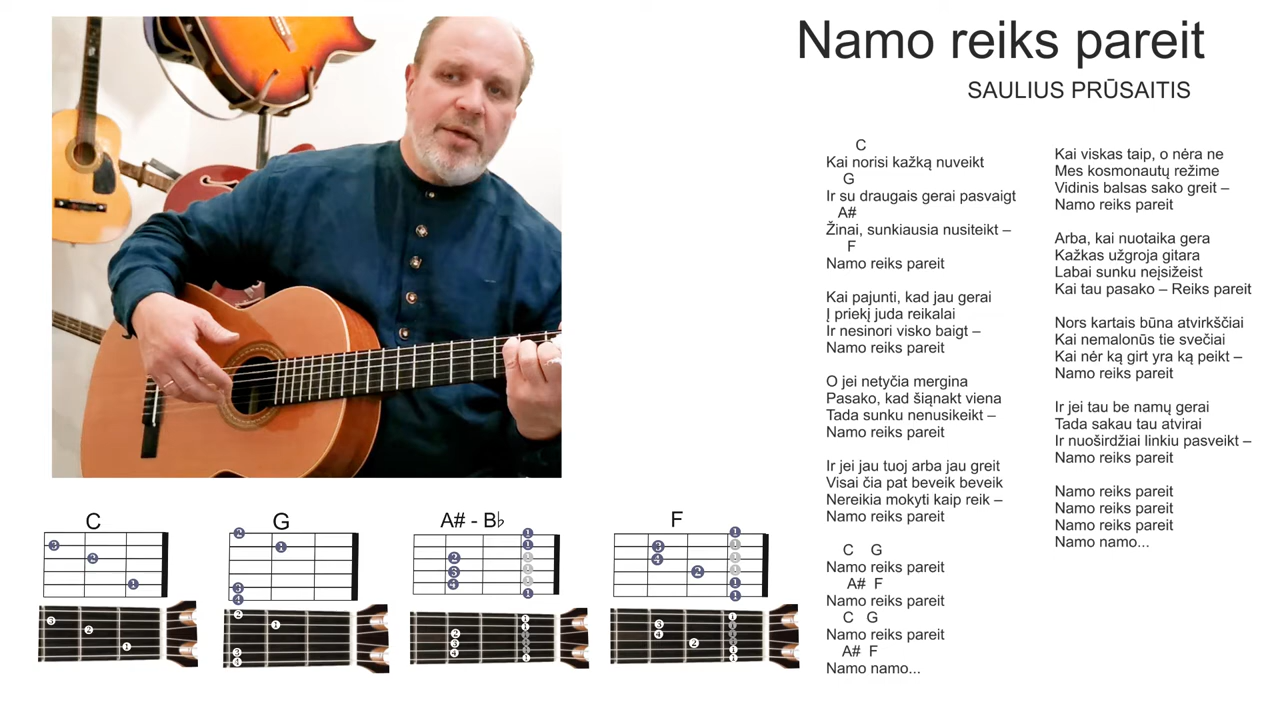 Namo reiks pareit
SAULIUS PRŪSAITIS
C
Kai norisi kažką nuveikt
G
Ir su draugais gerai pasvaigt
A#
Žinai, sunkiausia nusiteikt –
F
Namo reiks pareit
Kai pajunti, kad jau gerai
Į priekį juda reikalai
Ir nesinori visko baigt –
Namo reiks pareit
O jei netyčia mergina
Pasako, kad šiąnakt viena
Tada sunku nenusikeikt –
Namo reiks pareit
Ir jei jau tuoj arba jau greit
Visai čia pat beveik beveik
Nereikia mokyti kaip reik –
Namo reiks pareit
C G
Namo reiks pareit
A# F
Namo reiks pareit
C G
Namo reiks pareit
A# F
Namo namo...
Kai viskas taip, o nėra ne
Mes kosmonautų režime
Vidinis balsas sako greit –
Namo reiks pareit
Arba, kai nuotaika gera
Kažkas užgroja gitara
Labai sunku neįsižeist
Kai tau pasako – Reiks pareit
Nors kartais būna atvirkščiai
Kai nemalonūs tie svečiai
Kai nėr ką girt yra ką peikt –
Namo reiks pareit
Ir jei tau be namų gerai
Tada sakau tau atvirai
Ir nuoširdžiai linkiu pasveikt –
Namo reiks pareit
Namo reiks pareit
Namo reiks pareit
Namo reiks pareit
Namo namo...
C G A# - B♭ F